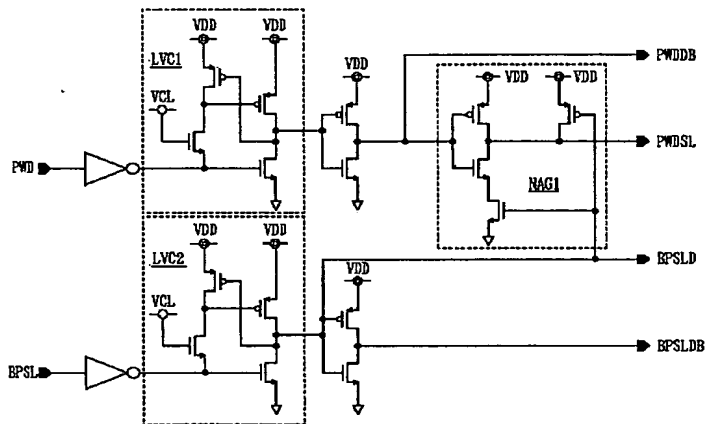 VDD
VDD
LVC1
VDD
VCL
PWD
PWDDB
VDD
VDD
PWDSL
NAG1
VDD
VDD
LVC2
VDD
VCL
BPSL
BPSLD
BPSLDB